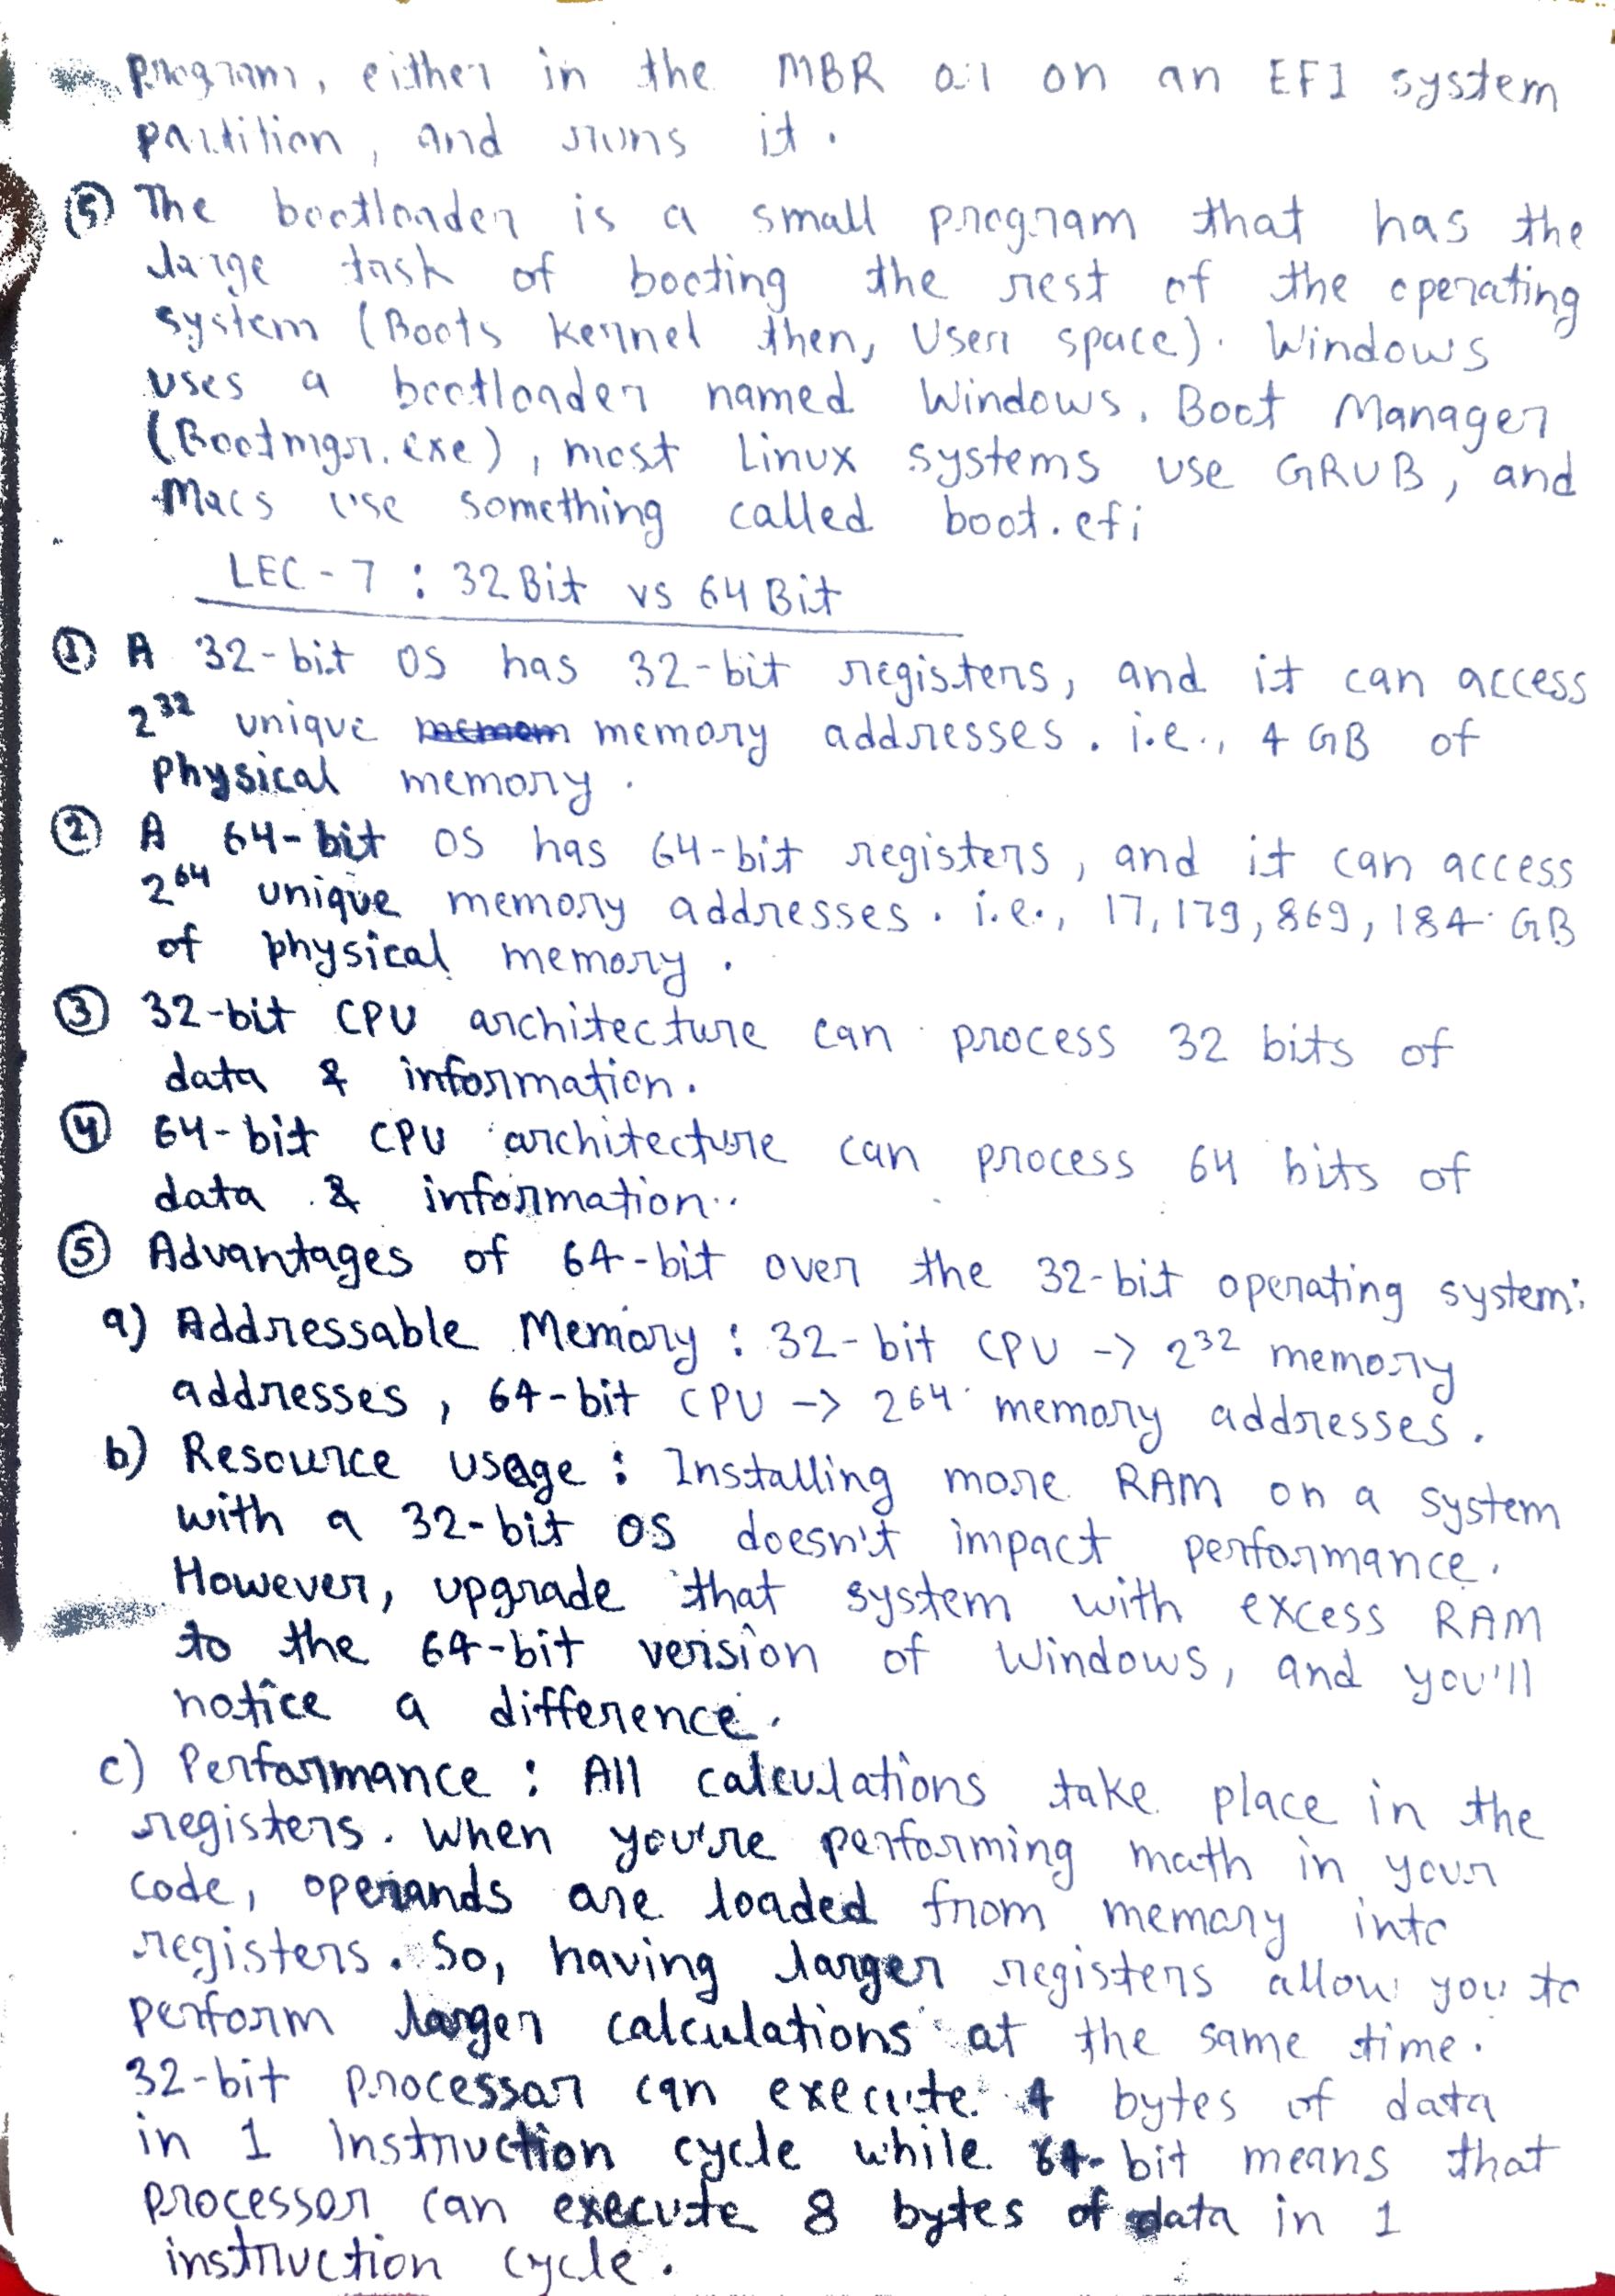 program, either in the MBR or on an EFI system
partition, and runs it.
⑤ The bootloader is a small program that has the
large task of booting the rest of the operating
system (Boots Kernel then, User space). Windows
uses a bootloader named Windows. Boot Manager
(Bootmgr.exe), most Linux systems use GRUB, and
Macs use something called boot.efi
LEC - 7 : 32 Bit vs 64 Bit
① A 32-bit OS has 32-bit registers, and it can access
2³² unique memory addresses. i.e., 4 GB of
physical memory.
② A 64-bit OS has 64-bit registers, and it can access
2⁶⁴ unique memory addresses. i.e., 17,179,869,184 GB
of physical memory.
③ 32-bit CPU architecture can process 32 bits of
data & information.
④ 64-bit CPU architecture can process 64 bits of
data & information.
⑤ Advantages of 64-bit over the 32-bit operating system:
a) Addressable Memory : 32-bit CPU -> 2³² memory
addresses, 64-bit CPU -> 2⁶⁴ memory addresses.
b) Resource usage : Installing more RAM on a system
with a 32-bit OS doesn't impact performance.
However, upgrade that system with excess RAM
to the 64-bit version of Windows, and you'll
notice a difference.
c) Performance : All calculations take place in the
registers. When you're performing math in your
code, operands are loaded from memory into
registers. So, having larger registers allow you to
perform larger calculations at the same time.
32-bit processor can execute 4 bytes of data
in 1 Instruction cycle while 64-bit means that
processor can execute 8 bytes of data in 1
instruction cycle.